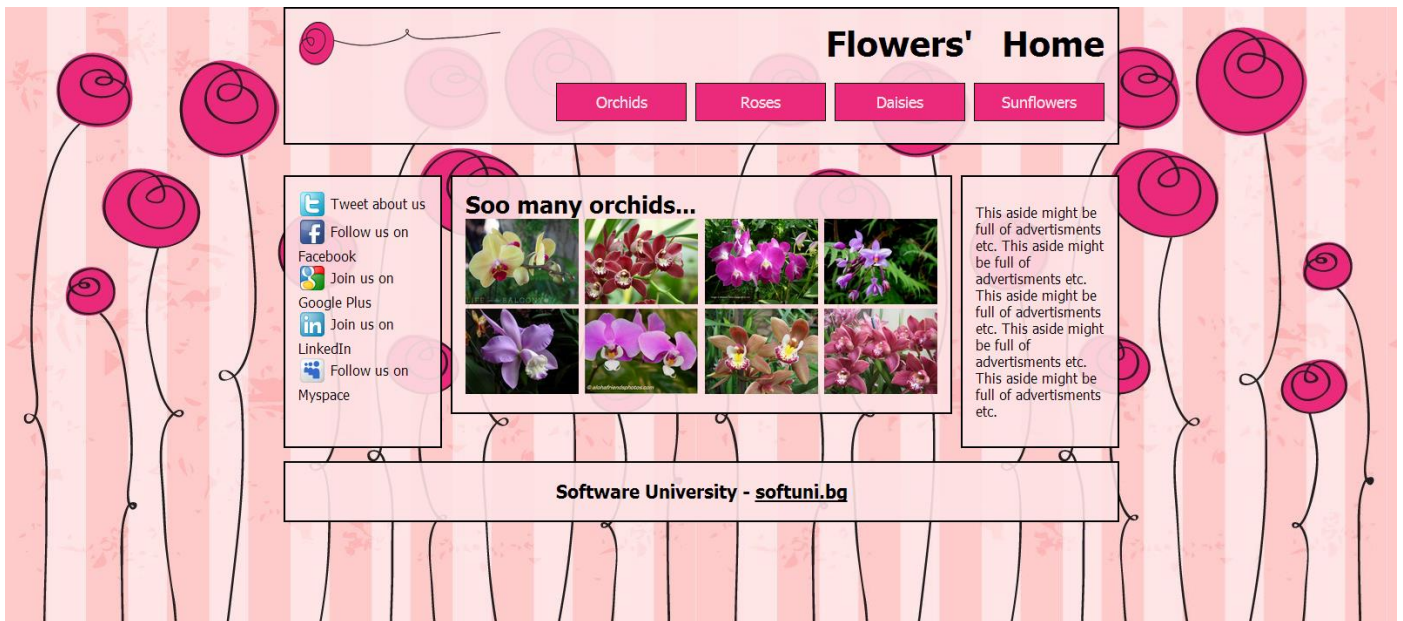 Flowers' Home
Orchids Roses Daisies Sunflowers
Tweet about us
Follow us on
Facebook
Join us on
Google Plus
Join us on
LinkedIn
Follow us on
Myspace
Soo many orchids...
© alohafriendsphotos.com
This aside might be
full of advertisments
etc. This aside might
be full of
advertisments etc.
This aside might be
full of advertisments
etc. This aside might
be full of
advertisments etc.
This aside might be
full of advertisments
etc.
Software University - softuni.bg